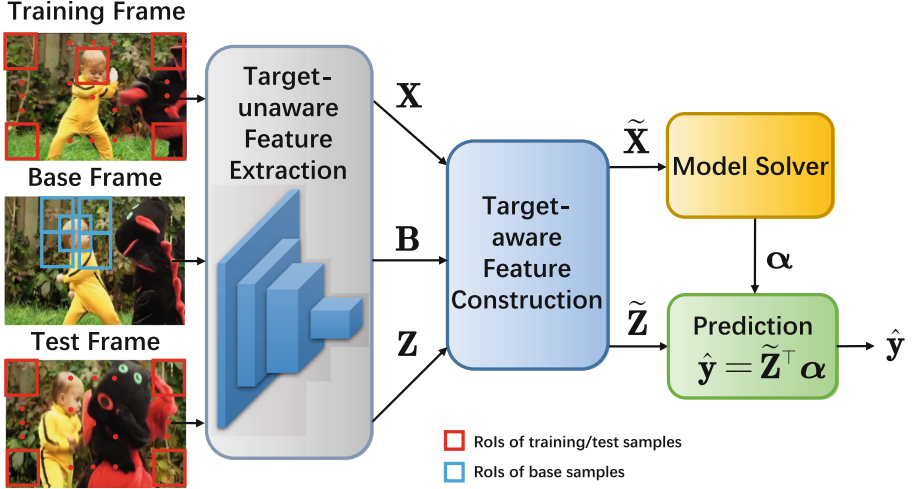 Training Frame
Base Frame
Test Frame
Target-
unaware
Feature
Extraction
X
B
Z
Target-
aware
Feature
Construction
X̃
Z̃
Model Solver
α
Prediction
ŷ = Z̃⊤α
ŷ
RoIs of training/test samples
RoIs of base samples